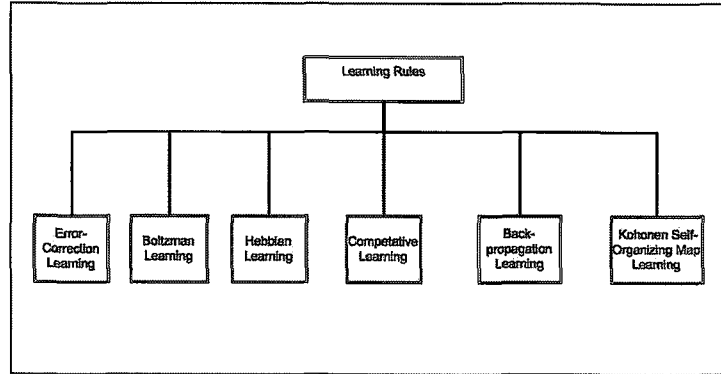 Learning Rules
Error-
Correction
Learning
Boltzman
Learning
Hebbian
Learning
Competative
Learning
Back-
propagation
Learning
Kohonen Self-
Organizing Map
Learning